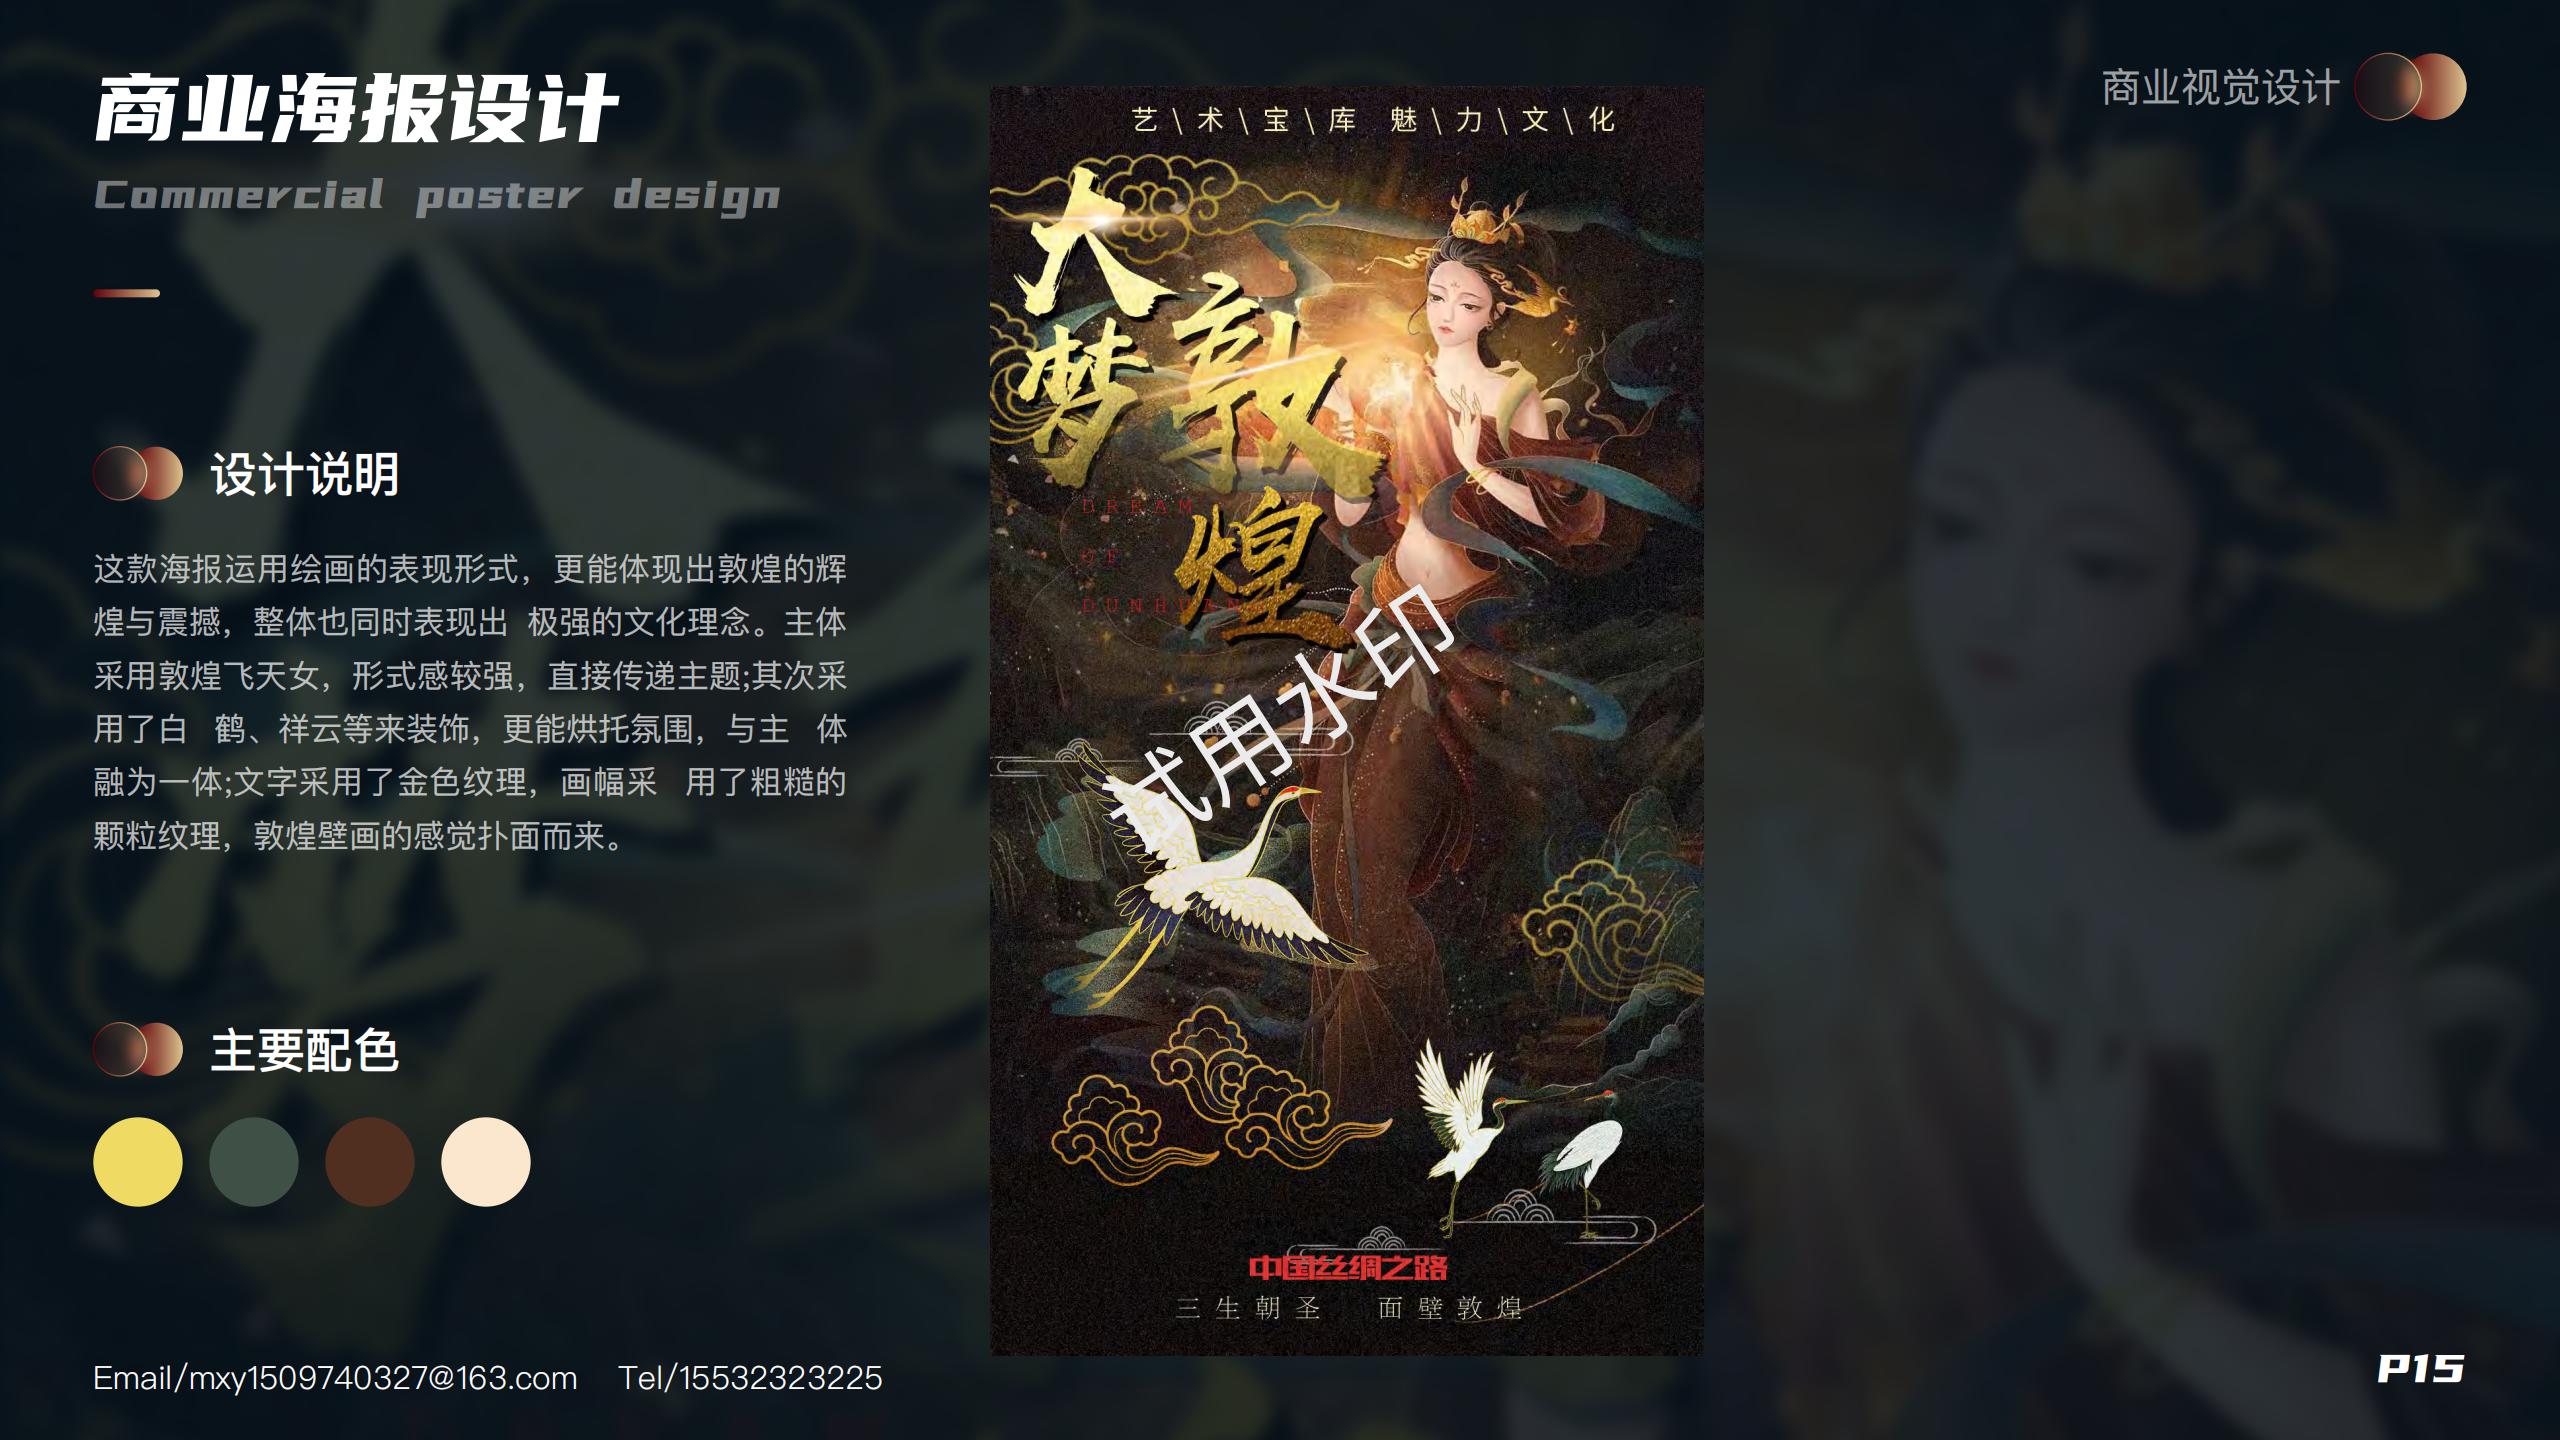 商业海报设计
Commercial poster design
商业视觉设计
设计说明
这款海报运用绘画的表现形式，更能体现出敦煌的辉
煌与震撼，整体也同时表现出 极强的文化理念。主体
采用敦煌飞天女，形式感较强，直接传递主题;其次采
用了白 鹤、祥云等来装饰，更能烘托氛围，与主 体
融为一体;文字采用了金色纹理，画幅采 用了粗糙的
颗粒纹理，敦煌壁画的感觉扑面而来。
主要配色
Email/mxy1509740327@163.com Tel/15532323225
艺\术\宝\库 魅\力\文\化
大
梦
敦
煌
DREAM
OF
DUNHUAN
试用水印
中国丝绸之路
三生朝圣 面壁敦煌
P15